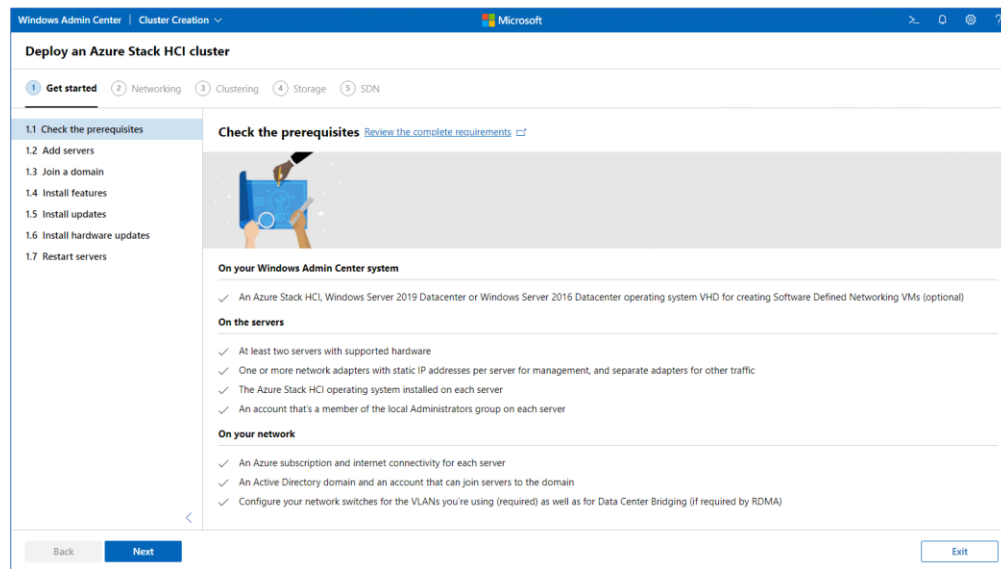 Windows Admin Center | Cluster Creation
Microsoft
Deploy an Azure Stack HCI cluster
1 Get started
2 Networking
3 Clustering
4 Storage
5 SDN
1.1 Check the prerequisites
1.2 Add servers
1.3 Join a domain
1.4 Install features
1.5 Install updates
1.6 Install hardware updates
1.7 Restart servers
Check the prerequisites Review the complete requirements
On your Windows Admin Center system
An Azure Stack HCI, Windows Server 2019 Datacenter or Windows Server 2016 Datacenter operating system VHD for creating Software Defined Networking VMs (optional)
On the servers
At least two servers with supported hardware
One or more network adapters with static IP addresses per server for management, and separate adapters for other traffic
The Azure Stack HCI operating system installed on each server
An account that's a member of the local Administrators group on each server
On your network
An Azure subscription and internet connectivity for each server
An Active Directory domain and an account that can join servers to the domain
Configure your network switches for the VLANs you're using (required) as well as for Data Center Bridging (if required by RDMA)
Back
Next
Exit